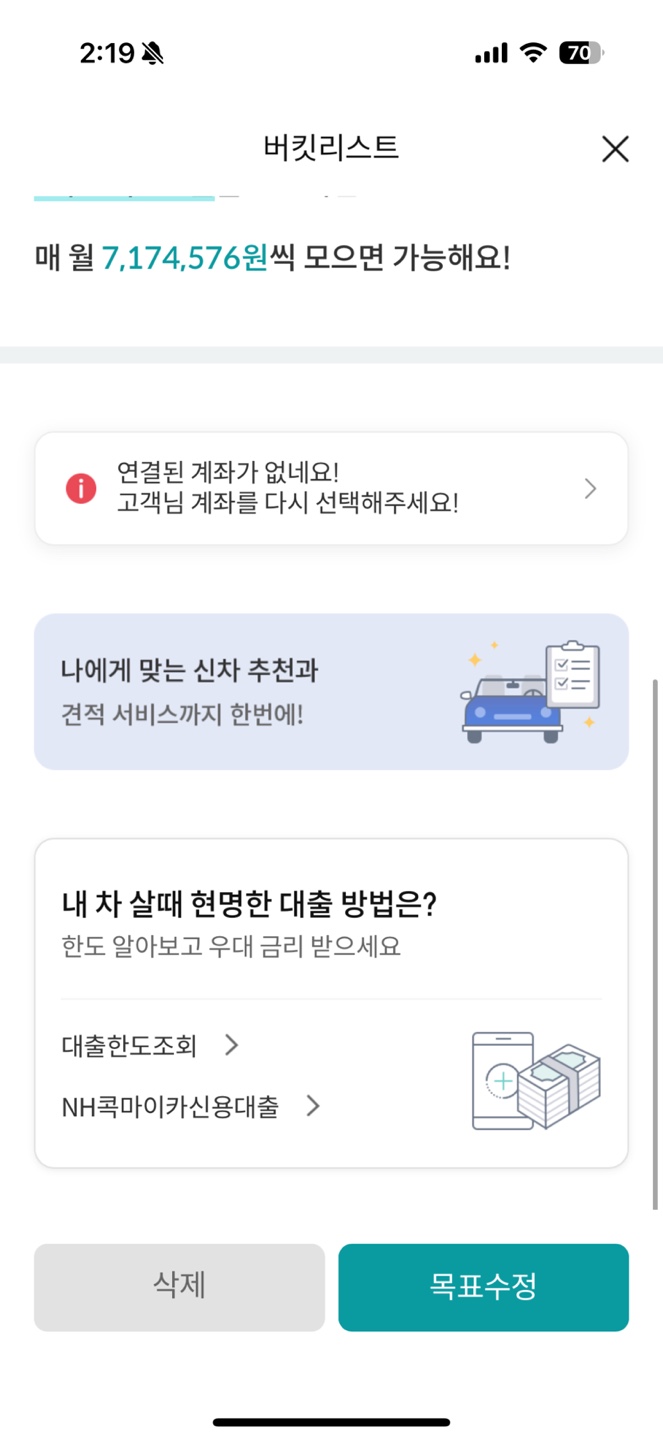 2:19
70
버킷리스트
매 월 7,174,576원씩 모으면 가능해요!
연결된 계좌가 없네요!
고객님 계좌를 다시 선택해주세요!
나에게 맞는 신차 추천과
견적 서비스까지 한번에!
내 차 살때 현명한 대출 방법은?
한도 알아보고 우대 금리 받으세요
대출한도조회
NH콕마이카신용대출
삭제
목표수정